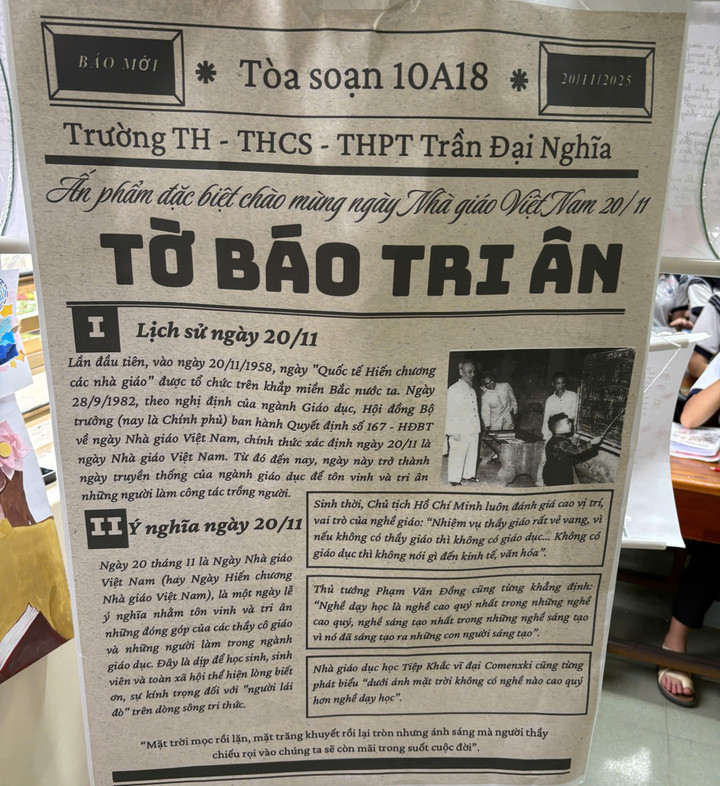 BÁO MỚI
Tòa soạn 10A18
20/11/2025
Trường TH - THCS - THPT Trần Đại Nghĩa
Ấn phẩm đặc biệt chào mừng ngày Nhà giáo Việt Nam 20/11
TỜ BÁO TRI ÂN
I
Lịch sử ngày 20/11
Lần đầu tiên, vào ngày 20/11/1958, ngày "Quốc tế Hiến chương
các nhà giáo" được tổ chức trên khắp miền Bắc nước ta. Ngày
28/9/1982, theo nghị định của ngành Giáo dục, Hội đồng Bộ
trưởng (nay là Chính phủ) ban hành Quyết định số 167 - HĐBT
về ngày Nhà giáo Việt Nam, chính thức xác định ngày 20/11 là
ngày Nhà giáo Việt Nam. Từ đó đến nay, ngày này trở thành
ngày truyền thống của ngành giáo dục để tôn vinh và tri ân
những người làm công tác trồng người.
II
Ý nghĩa ngày 20/11
Ngày 20 tháng 11 là Ngày Nhà giáo
Việt Nam (hay Ngày Hiến chương
Nhà giáo Việt Nam), là một ngày lễ
ý nghĩa nhằm tôn vinh và tri ân
những đóng góp của các thầy cô giáo
và những người làm trong ngành
giáo dục. Đây là dịp để học sinh, sinh
viên và toàn xã hội thể hiện lòng biết
ơn, sự kính trọng đối với "người lái
đò" trên dòng sông tri thức.
Sinh thời, Chủ tịch Hồ Chí Minh luôn đánh giá cao vị trí,
vai trò của nghề giáo: “Nhiệm vụ thầy giáo rất vẻ vang, vì
nếu không có thầy giáo thì không có giáo dục... Không có
giáo dục thì không nói gì đến kinh tế, văn hóa”.
Thủ tướng Phạm Văn Đồng cũng từng khẳng định:
“Nghề dạy học là nghề cao quý nhất trong những nghề
cao quý, nghề sáng tạo nhất trong những nghề sáng tạo
vì nó đã sáng tạo ra những con người sáng tạo”.
Nhà giáo dục học Tiệp Khắc vĩ đại Comenxki cũng từng
phát biểu “dưới ánh mặt trời không có nghề nào cao quý
hơn nghề dạy học”.
“Mặt trời mọc rồi lặn, mặt trăng khuyết rồi lại tròn nhưng ánh sáng mà người thầy
chiếu rọi vào chúng ta sẽ còn mãi trong suốt cuộc đời”.